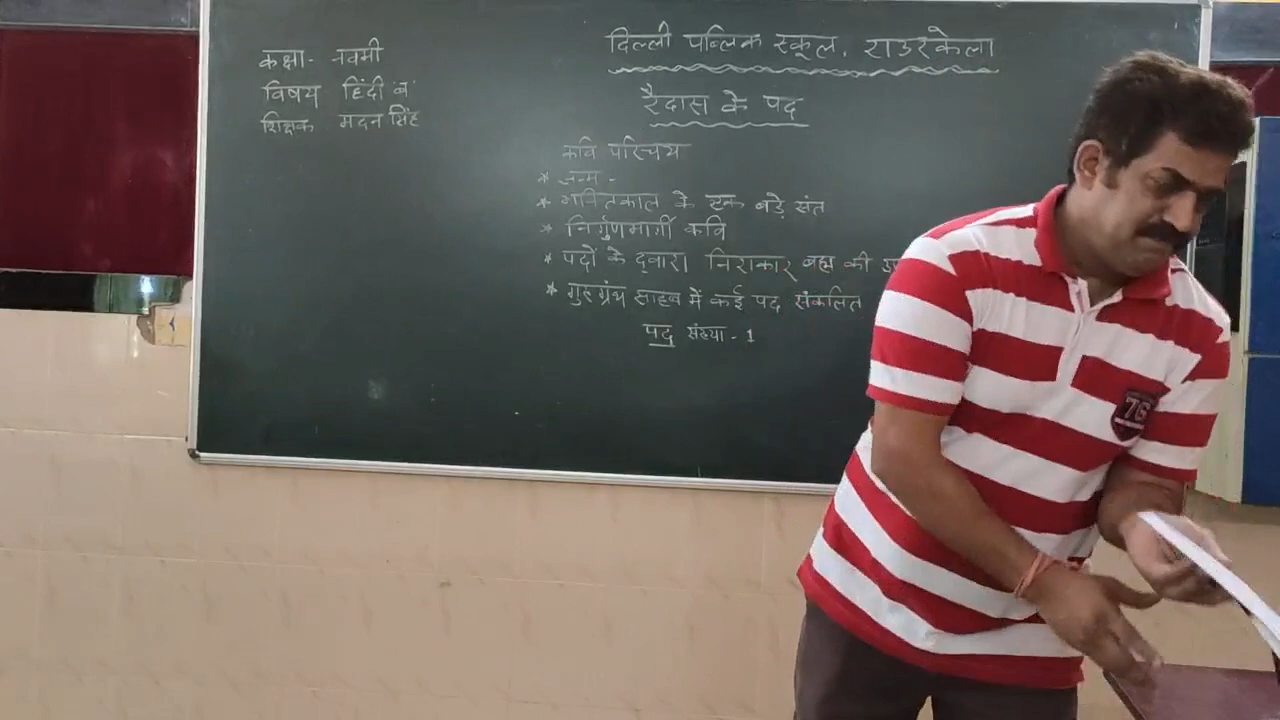 कक्षा- नवमी
विषय हिंदी ब
शिक्षक मदन सिंह
दिल्ली पब्लिक स्कूल, राउरकेला
रैदास के पद
कवि परिचय
* जन्म -
* भक्तिकाल के एक बड़े संत
* निर्गुणमार्गी कवि
* पदों के द्वारा निराकार ब्रह्म की
* गुरु ग्रंथ साहब में कई पद संकलित
पद संख्या - 1
76